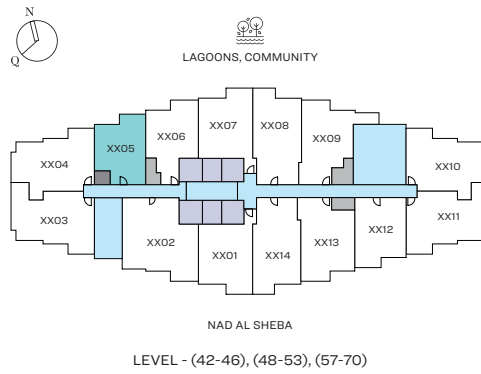 N
Q
LAGOONS, COMMUNITY
XX07
XX08
XX06
XX09
XX05
XX04
XX10
XX03
XX11
XX02
XX12
XX13
XX01
XX14
NAD AL SHEBA
LEVEL - (42-46), (48-53), (57-70)